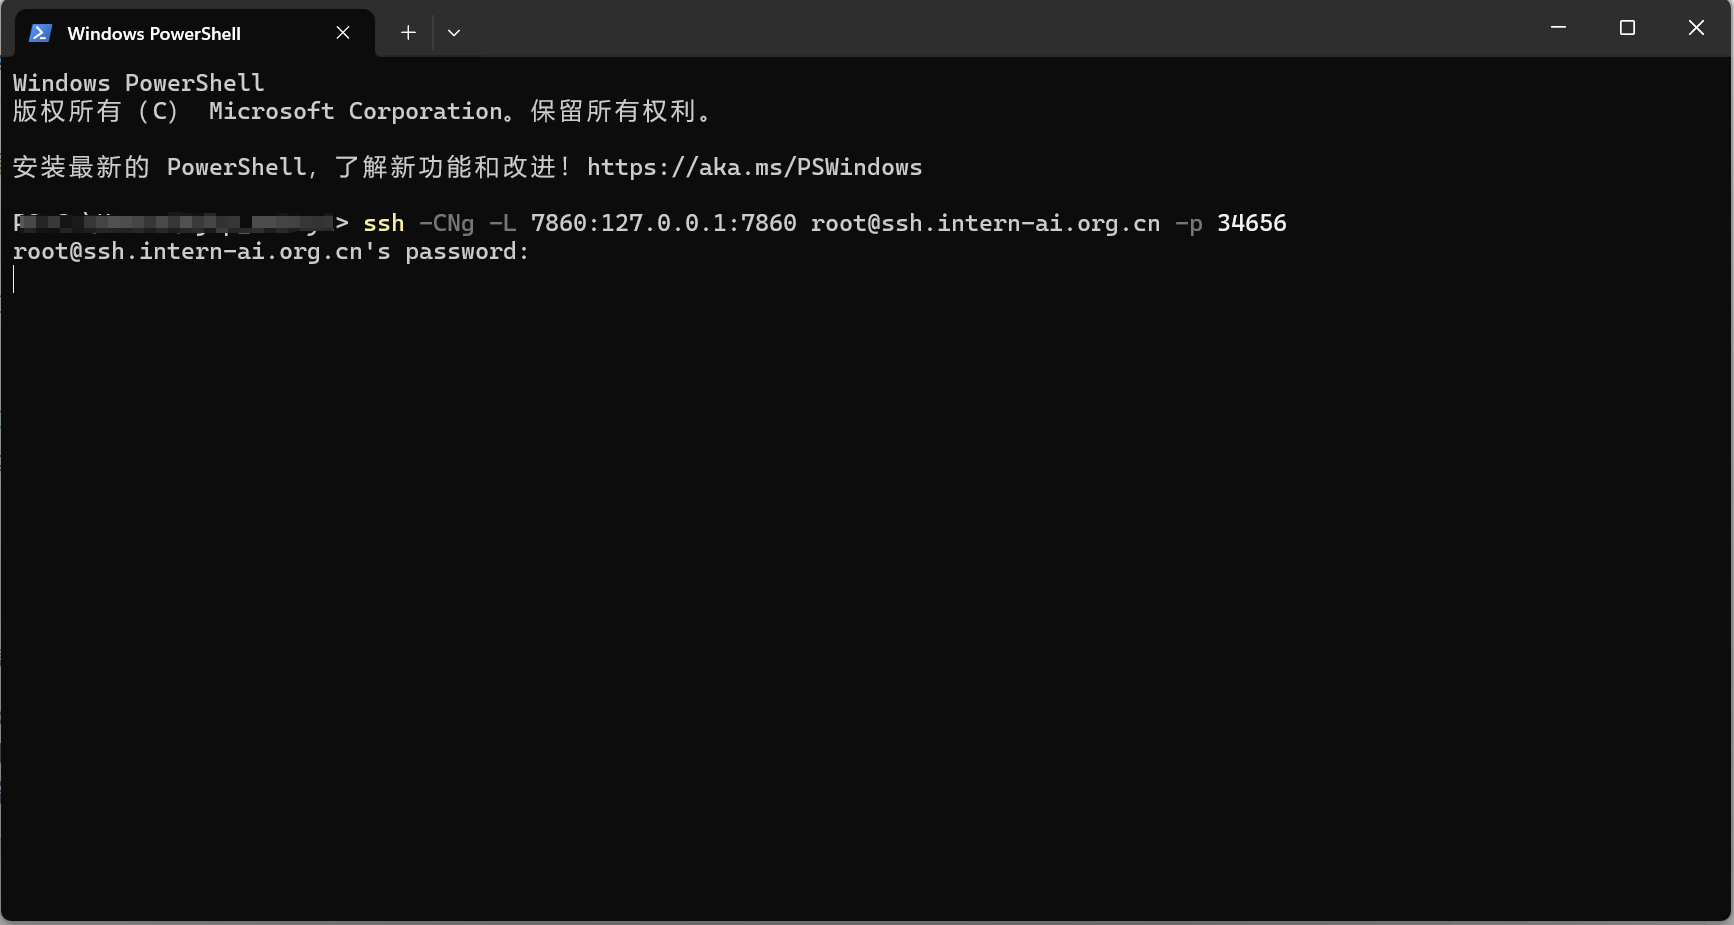 Windows PowerShell
Windows PowerShell
版权所有 (C) Microsoft Corporation。保留所有权利。
安装最新的 PowerShell，了解新功能和改进！https://aka.ms/PSWindows
> ssh -CNg -L 7860:127.0.0.1:7860 root@ssh.intern-ai.org.cn -p 34656
root@ssh.intern-ai.org.cn's password: